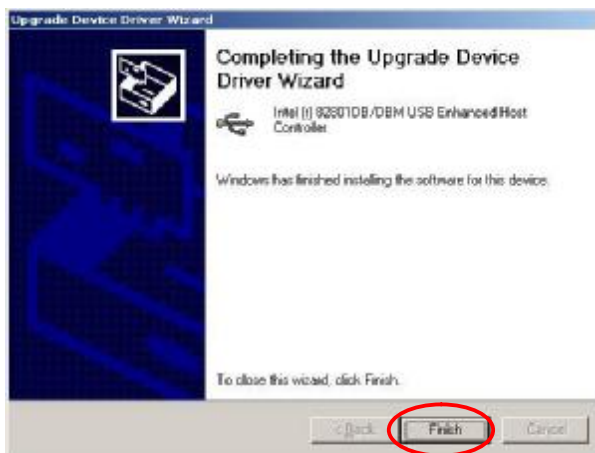 Upgrade Device Driver Wizard
Completing the Upgrade Device
Driver Wizard
Intel (r) 82801DB/DBM USB Enhanced Host
Controller
Windows has finished installing the software for this device.
To close this wizard, click Finish.
< Back
Finish
Cancel